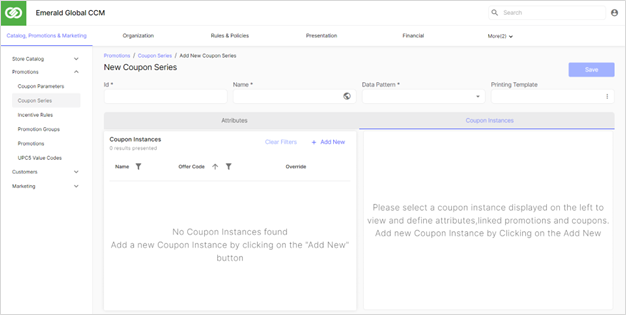 Emerald Global CCM
Search
Catalog, Promotions & Marketing
Organization
Rules & Policies
Presentation
Financial
More(2)
Store Catalog
Promotions
Coupon Parameters
Coupon Series
Incentive Rules
Promotion Groups
Promotions
UPC5 Value Codes
Customers
Marketing
Promotions / Coupon Series / Add New Coupon Series
New Coupon Series
Save
Id *
Name *
Data Pattern *
Printing Template
Attributes
Coupon Instances
Coupon Instances
0 results presented
Clear Filters
+ Add New
Name
Offer Code
Override
No Coupon Instances found
Add a new Coupon Instance by clicking on the "Add New"
button
Please select a coupon instance displayed on the left to
view and define attributes,linked promotions and coupons.
Add new Coupon Instance by Clicking on the Add New